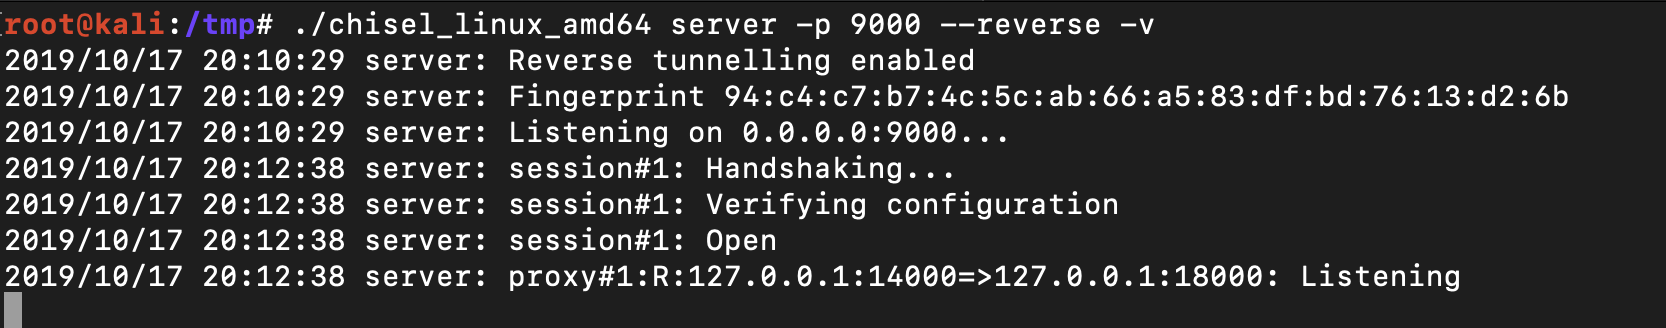 root@kali:/tmp# ./chisel_linux_amd64 server -p 9000 --reverse -v
2019/10/17 20:10:29 server: Reverse tunnelling enabled
2019/10/17 20:10:29 server: Fingerprint 94:c4:c7:b7:4c:5c:ab:66:a5:83:df:bd:76:13:d2:6b
2019/10/17 20:10:29 server: Listening on 0.0.0.0:9000...
2019/10/17 20:12:38 server: session#1: Handshaking...
2019/10/17 20:12:38 server: session#1: Verifying configuration
2019/10/17 20:12:38 server: session#1: Open
2019/10/17 20:12:38 server: proxy#1:R:127.0.0.1:14000=>127.0.0.1:18000: Listening